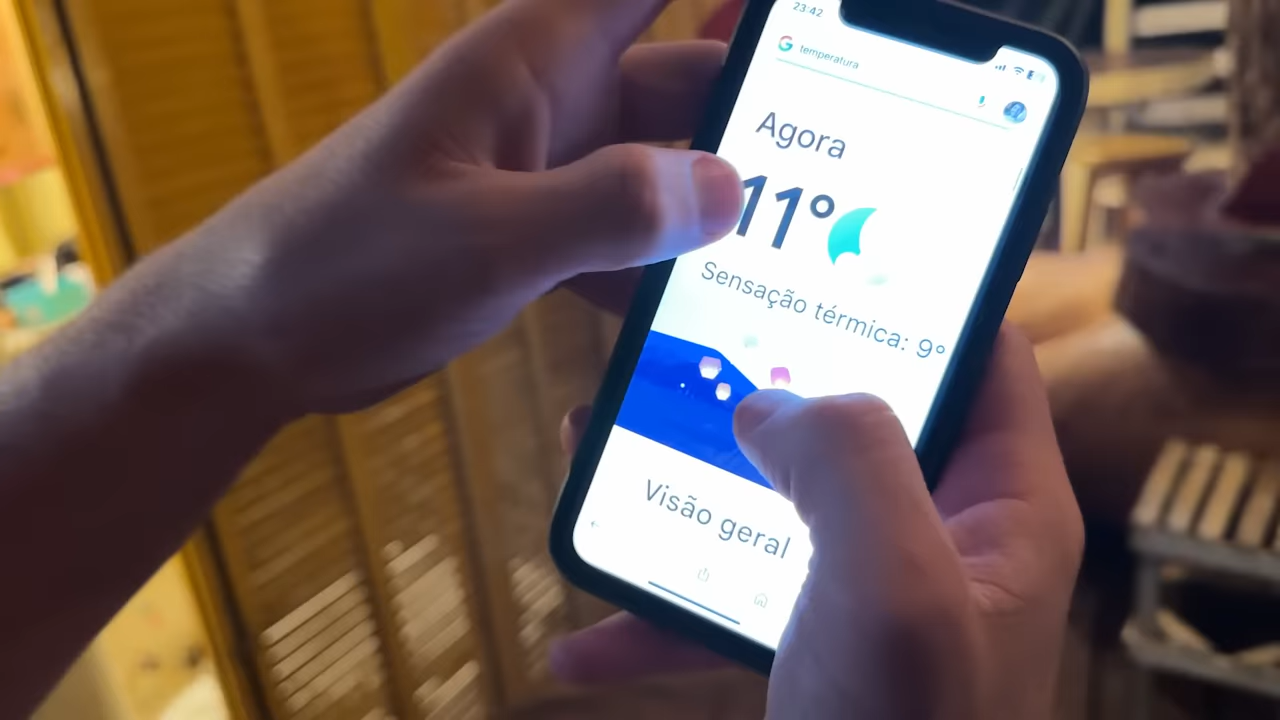 23:42
temperatura
Agora
11°
Sensação térmica: 9°
Visão geral